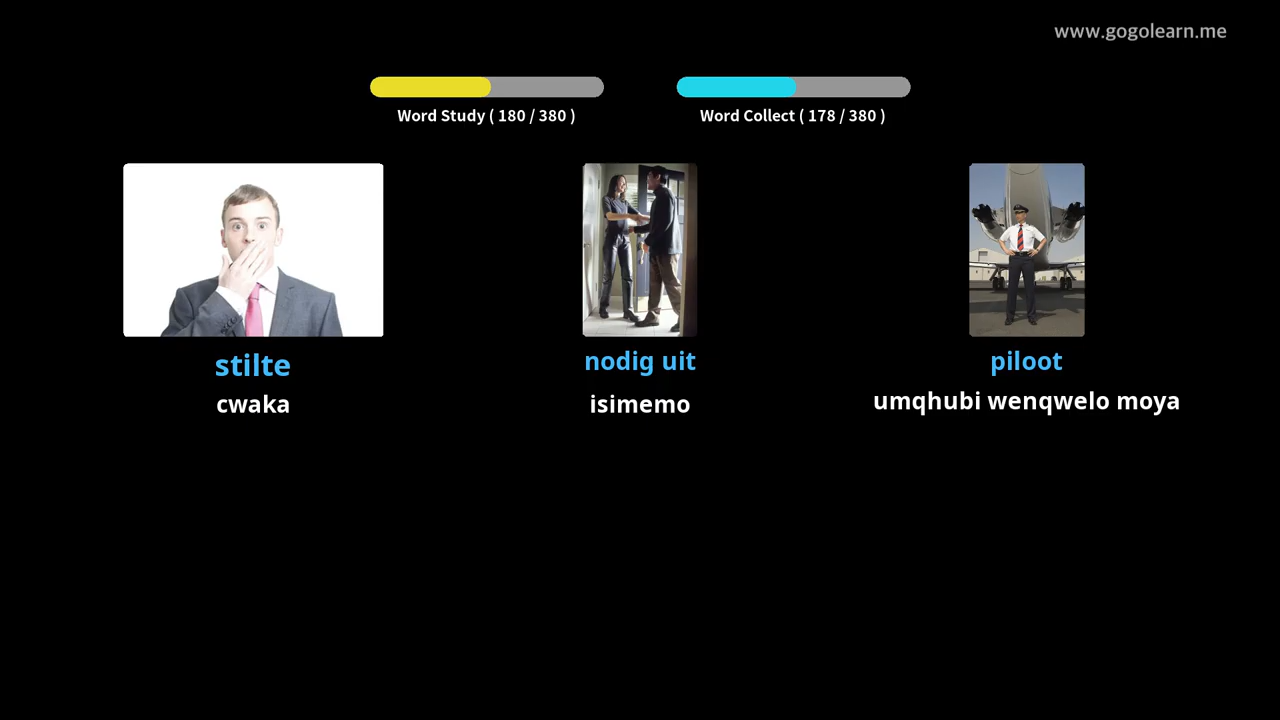 www.gogolearn.me
Word Study ( 180 / 380 )
Word Collect ( 178 / 380 )
stilte
cwaka
nodig uit
isimemo
piloot
umqhubi wenqwelo moya